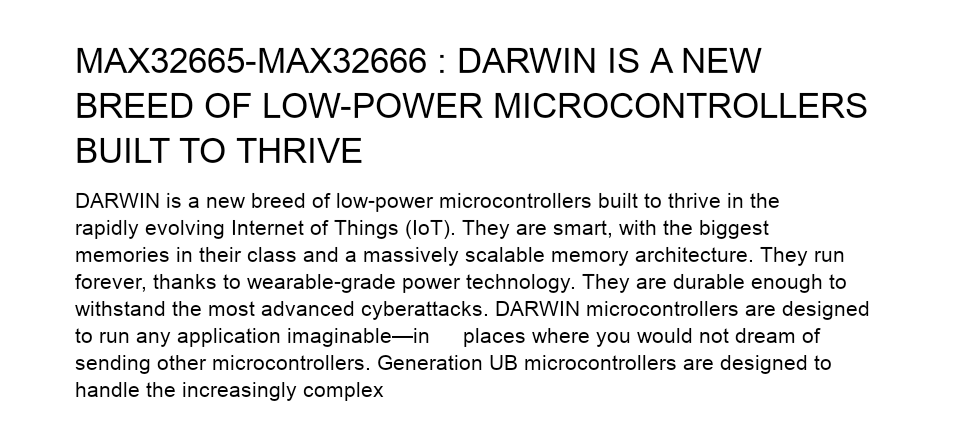 MAX32665-MAX32666 : DARWIN IS A NEW
BREED OF LOW-POWER MICROCONTROLLERS
BUILT TO THRIVE
DARWIN is a new breed of low-power microcontrollers built to thrive in the
rapidly evolving Internet of Things (IoT). They are smart, with the biggest
memories in their class and a massively scalable memory architecture. They run
forever, thanks to wearable-grade power technology. They are durable enough to
withstand the most advanced cyberattacks. DARWIN microcontrollers are designed
to run any application imaginable—in places where you would not dream of
sending other microcontrollers. Generation UB microcontrollers are designed to
handle the increasingly complex